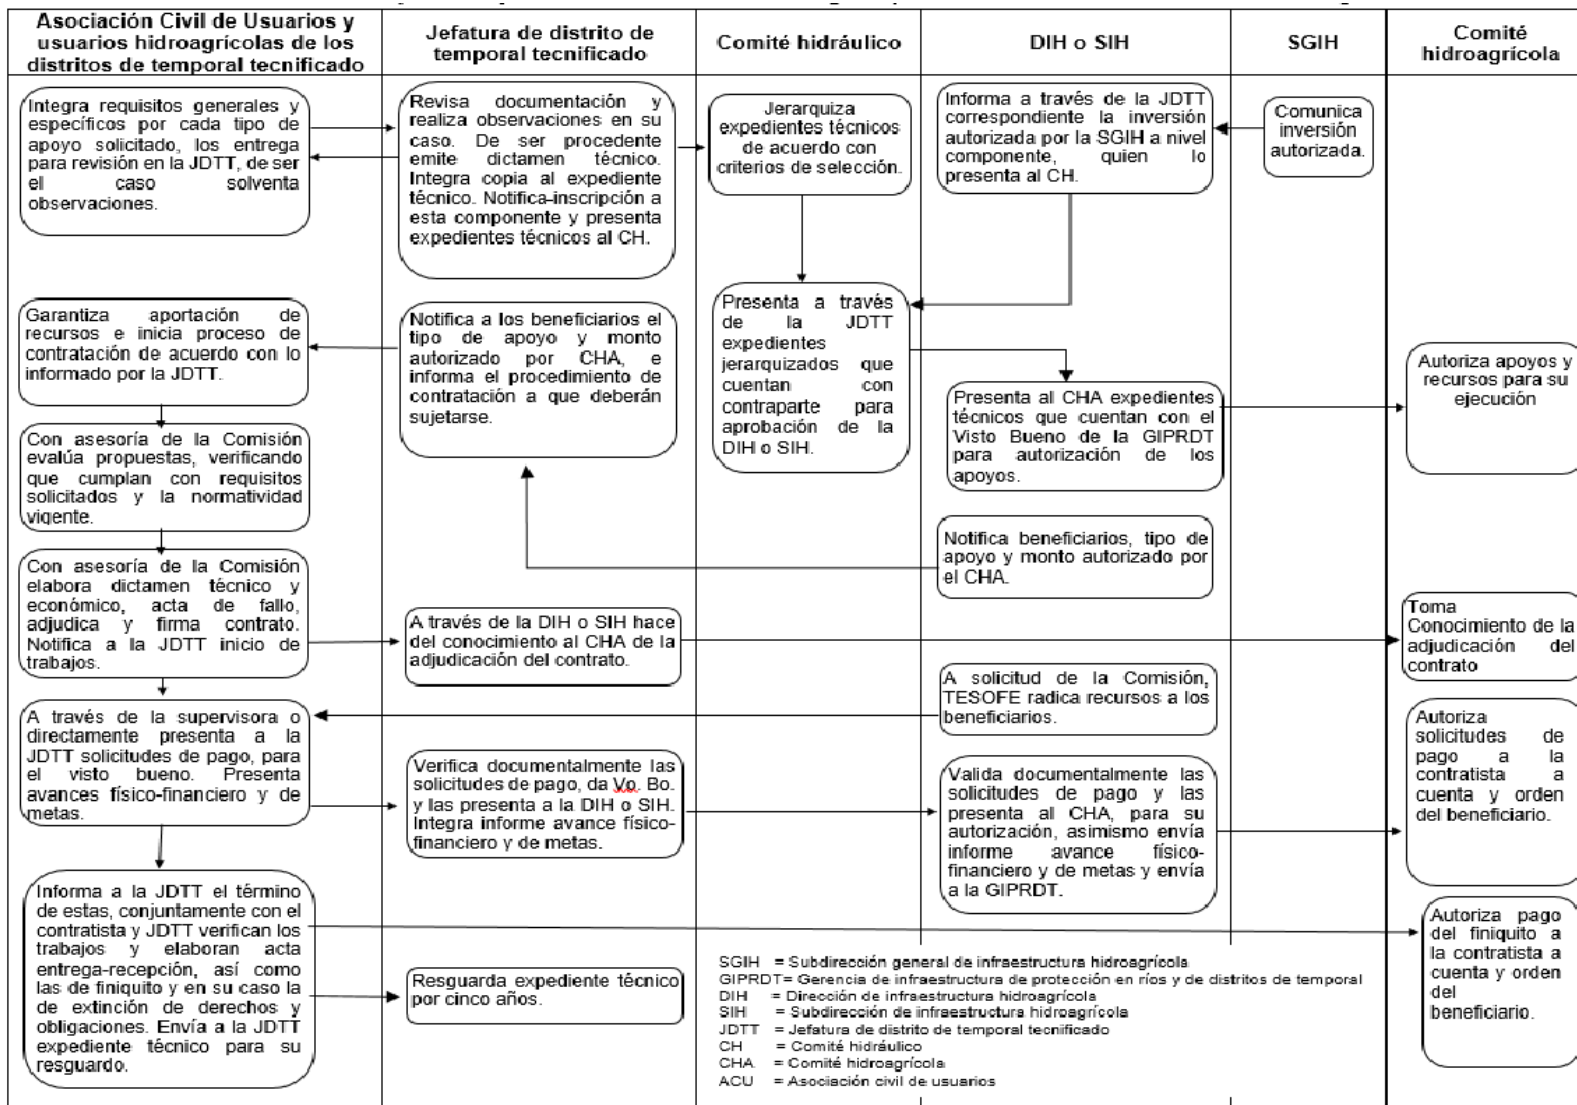 Asociación Civil de Usuarios y
usuarios hidroagrícolas de los
distritos de temporal tecnificado
Jefatura de distrito de
temporal tecnificado
Comité hidráulico
DIH o SIH
SGIH
Comité
hidroagrícola
Integra requisitos generales y
específicos por cada tipo de
apoyo solicitado, los entrega
para revisión en la JDTT, de ser
el caso solventa
observaciones.
Revisa documentación y
realiza observaciones en su
caso. De ser procedente
emite dictamen técnico.
Integra copia al expediente
técnico. Notifica-inscripción a
esta componente y presenta
expedientes técnicos al CH.
Jerarquiza
expedientes técnicos
de acuerdo con
criterios de selección.
Informa a través de la JDTT
correspondiente la inversión
autorizada por la SGIH a nivel
componente, quien lo
presenta al CH.
Comunica
inversión
autorizada.
Garantiza aportación de
recursos e inicia proceso de
contratación de acuerdo con lo
informado por la JDTT.
Notifica a los beneficiarios el
tipo de apoyo y monto
autorizado por CHA, e
informa el procedimiento de
contratación a que deberán
sujetarse.
Presenta a través
de la JDTT
expedientes
jerarquizados que
cuentan con
contraparte para
aprobación de la
DIH o SIH.
Presenta al CHA expedientes
técnicos que cuentan con el
Visto Bueno de la GIPRDT
para autorización de los
apoyos.
Autoriza apoyos y
recursos para su
ejecución
Con asesoría de la Comisión
evalúa propuestas, verificando
que cumplan con requisitos
solicitados y la normatividad
vigente.
Notifica beneficiarios, tipo de
apoyo y monto autorizado por
el CHA.
Con asesoría de la Comisión
elabora dictamen técnico y
económico, acta de fallo,
adjudica y firma contrato.
Notifica a la JDTT inicio de
trabajos.
A través de la DIH o SIH hace
del conocimiento al CHA de la
adjudicación del contrato.
Toma
Conocimiento de la
adjudicación del
contrato
A solicitud de la Comisión,
TESOFE radica recursos a los
beneficiarios.
A través de la supervisora o
directamente presenta a la
JDTT solicitudes de pago, para
el visto bueno. Presenta
avances físico-financiero y de
metas.
Verifica documentalmente las
solicitudes de pago, da Vo. Bo.
y las presenta a la DIH o SIH.
Integra informe avance físico-
financiero y de metas.
Valida documentalmente las
solicitudes de pago y las
presenta al CHA, para su
autorización, asimismo envía
informe avance físico-
financiero y de metas y envía
a la GIPRDT.
Autoriza
solicitudes de
pago a la
contratista a
cuenta y orden
del beneficiario.
Informa a la JDTT el término
de estas, conjuntamente con el
contratista y JDTT verifican los
trabajos y elaboran acta
entrega-recepción, así como
las de finiquito y en su caso la
de extinción de derechos y
obligaciones. Envía a la JDTT
expediente técnico para su
resguardo.
Resguarda expediente técnico
por cinco años.
Autoriza pago
del finiquito a
la contratista a
cuenta y orden
del
beneficiario.
SGIH = Subdirección general de infraestructura hidroagrícola
GIPRDT= Gerencia de infraestructura de protección en ríos y de distritos de temporal
DIH = Dirección de infraestructura hidroagrícola
SIH = Subdirección de infraestructura hidroagrícola
JDTT = Jefatura de distrito de temporal tecnificado
CH = Comité hidráulico
CHA = Comité hidroagrícola
ACU = Asociación civil de usuarios